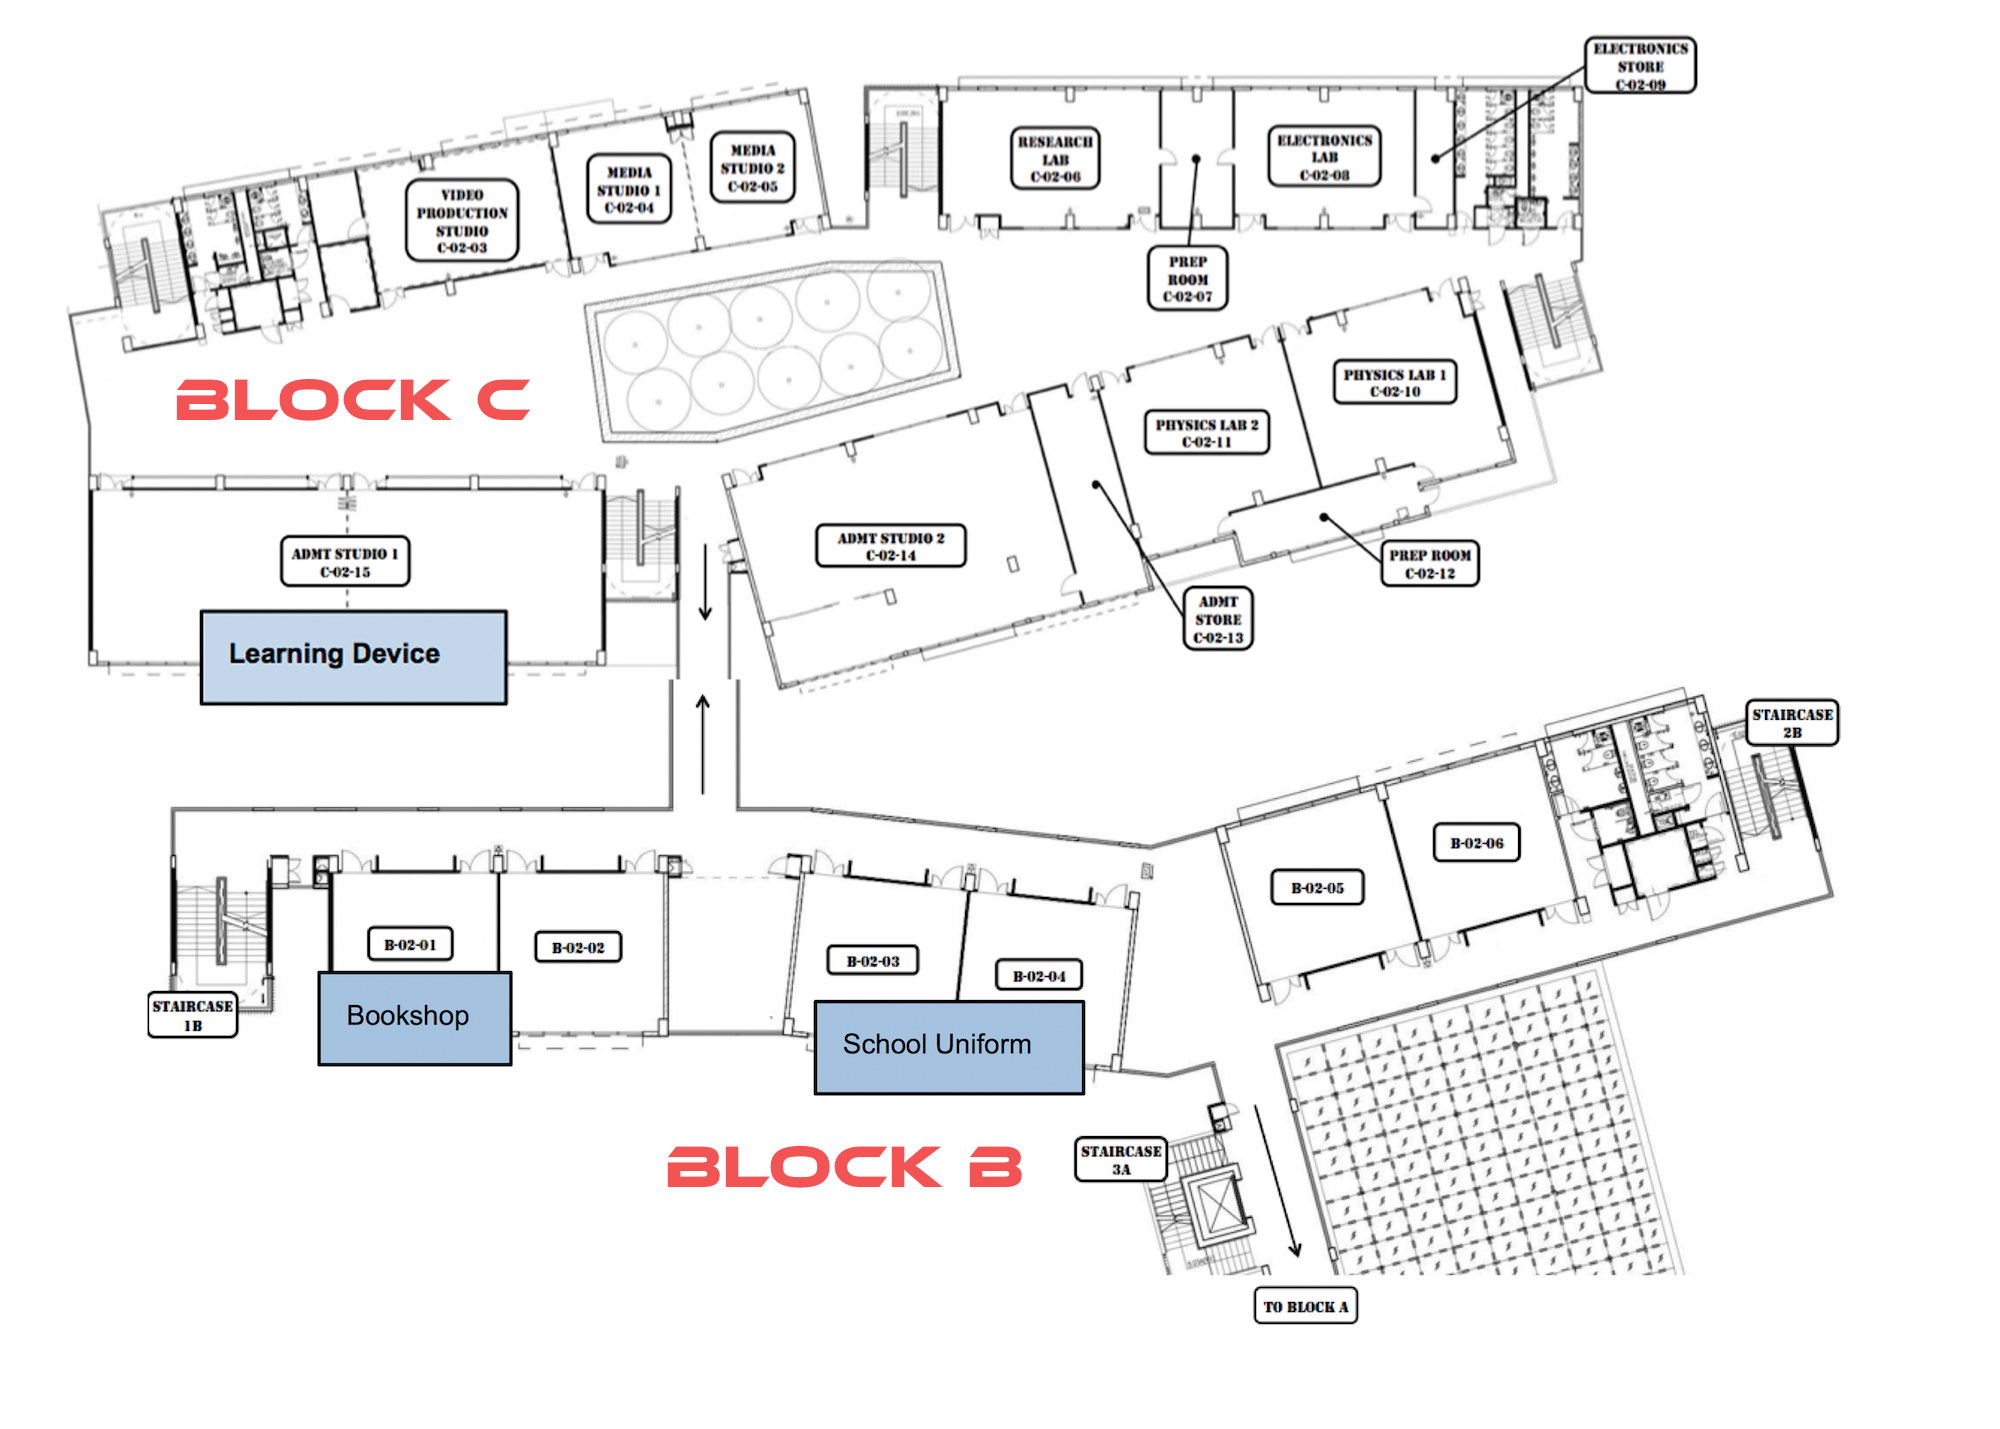 ELECTRONICS
STORE
C-02-09
RESEARCH
LAB
C-02-06
ELECTRONICS
LAB
C-02-08
MEDIA
STUDIO 2
C-02-05
MEDIA
STUDIO 1
C-02-04
VIDEO
PRODUCTION
STUDIO
C-02-03
PREP
ROOM
C-02-07
BLOCK C
PHYSICS LAB 1
C-02-10
PHYSICS LAB 2
C-02-11
ADMT STUDIO 1
C-02-15
ADMT STUDIO 2
C-02-14
PREP ROOM
C-02-12
ADMT
STORE
C-02-13
Learning Device
STAIRCASE
2B
B-02-06
B-02-05
B-02-01
B-02-02
B-02-03
B-02-04
STAIRCASE
1B
Bookshop
School Uniform
BLOCK B
STAIRCASE
3A
TO BLOCK A